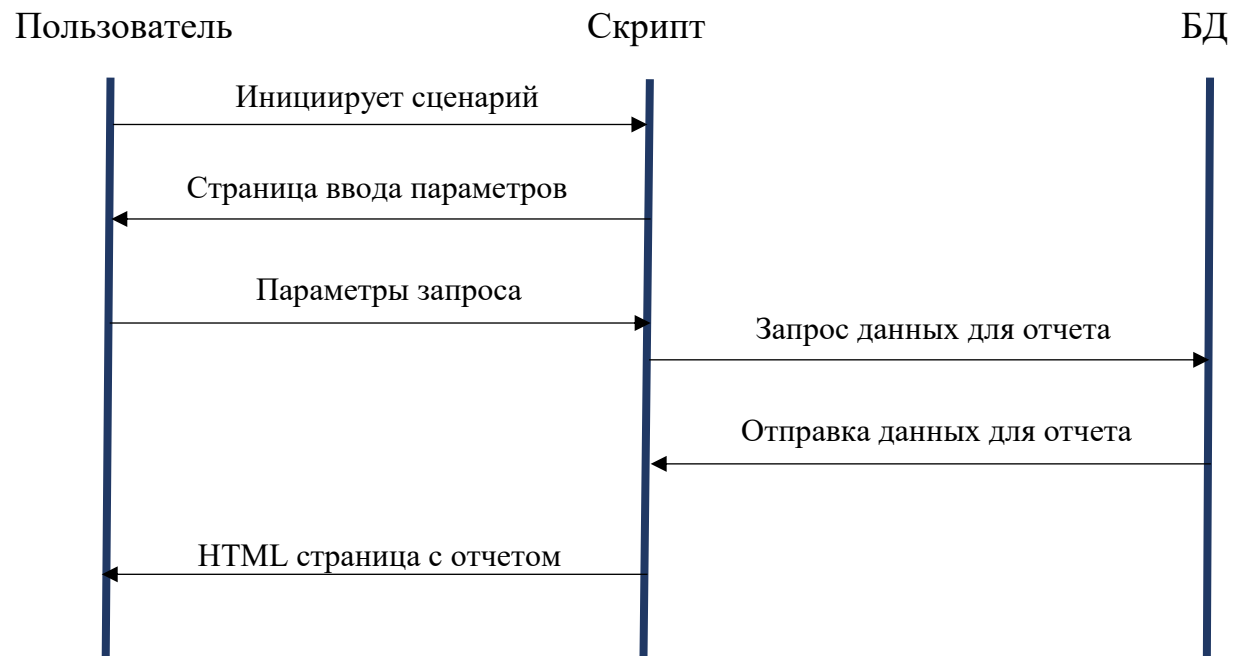 Пользователь
Скрипт
БД
Инициирует сценарий
Страница ввода параметров
Параметры запроса
Запрос данных для отчета
Отправка данных для отчета
HTML страница с отчетом